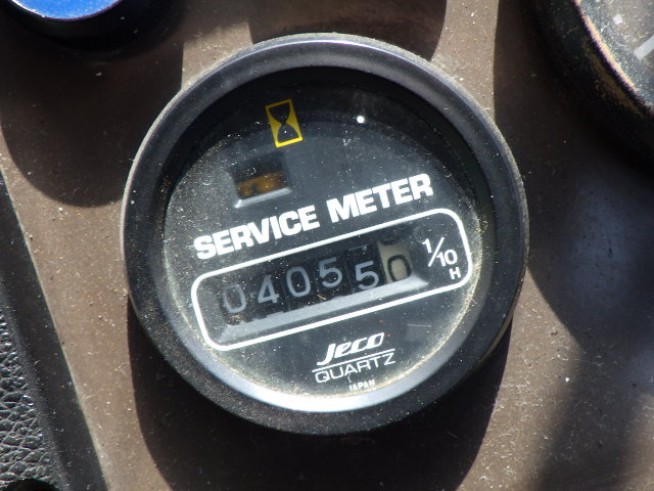 SERVICE METER
040550 1/10 H
Jeco
QUARTZ
JAPAN